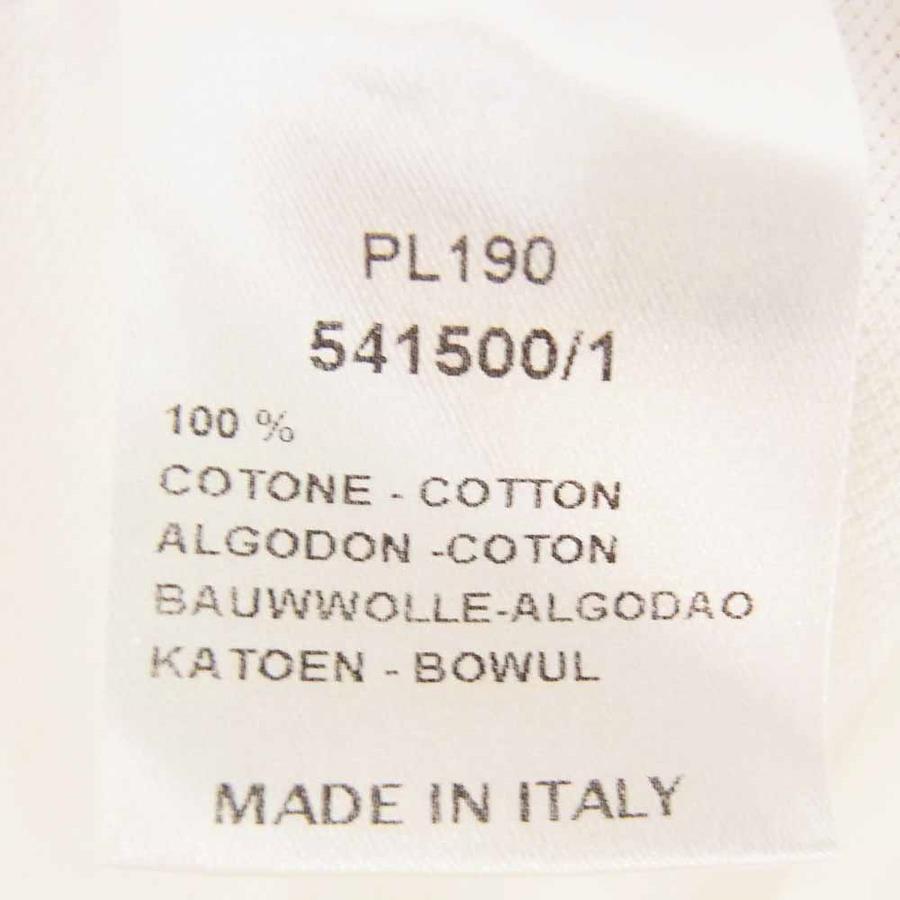 PL190
541500/1
100 %
COTONE - COTTON
ALGODON -COTON
BAUWWOLLE-ALGODAO
KATOEN - BOWUL
MADE IN ITALY